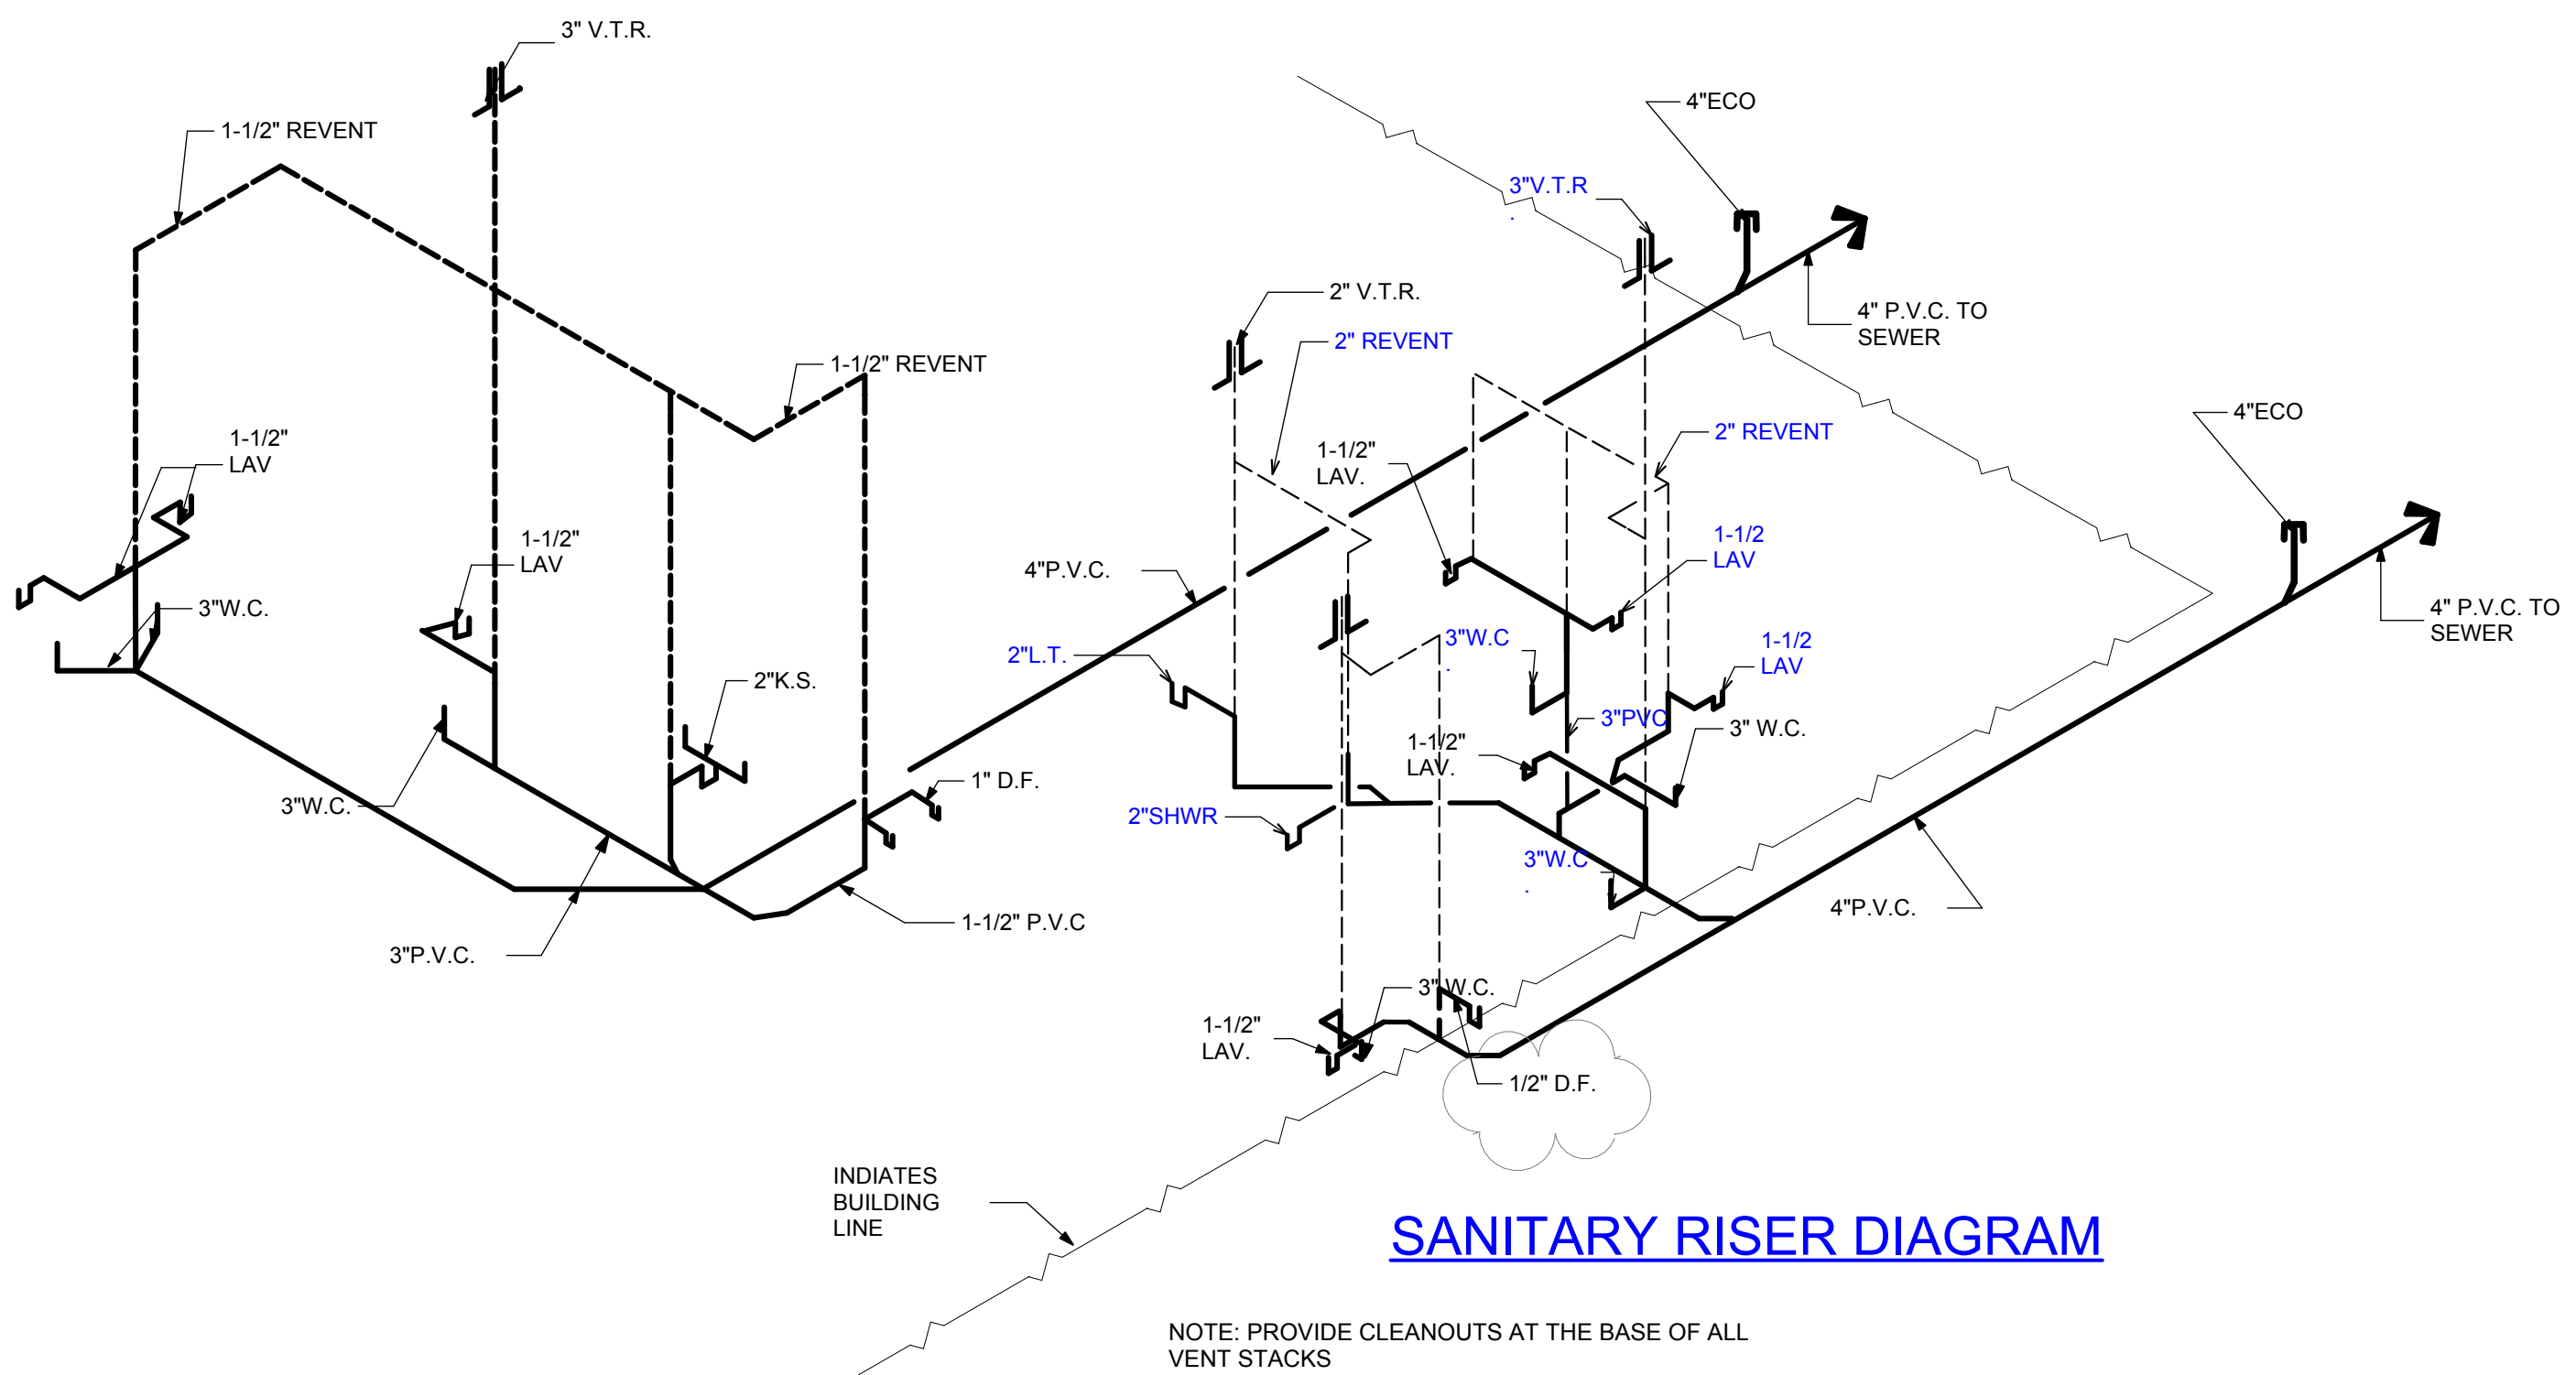 3" V.T.R.
4"ECO
1-1/2" REVENT
3"V.T.R
.
2" V.T.R.
4" P.V.C. TO
SEWER
2" REVENT
1-1/2" REVENT
4"ECO
2" REVENT
1-1/2"
LAV
1-1/2"
LAV.
1-1/2"
LAV
1-1/2
LAV
4"P.V.C.
3"W.C.
4" P.V.C. TO
SEWER
3"W.C
.
2"L.T.
1-1/2
LAV
2"K.S.
3"PVC
3" W.C.
1-1/2"
LAV.
1" D.F.
3"W.C.
2"SHWR
3"W.C
.
4"P.V.C.
1-1/2" P.V.C
3"P.V.C.
3" W.C.
1-1/2"
LAV.
1/2" D.F.
INDIATES
BUILDING
LINE
SANITARY RISER DIAGRAM
NOTE: PROVIDE CLEANOUTS AT THE BASE OF ALL
VENT STACKS